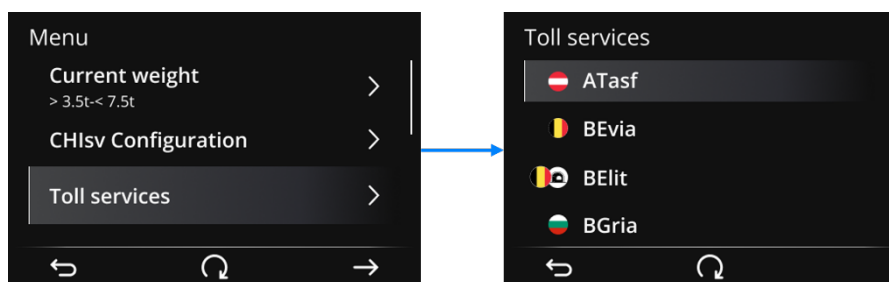 Menu
Current weight
> 3.5t-< 7.5t
CHIsv Configuration
Toll services
Toll services
ATasf
BEvia
BElit
BGria